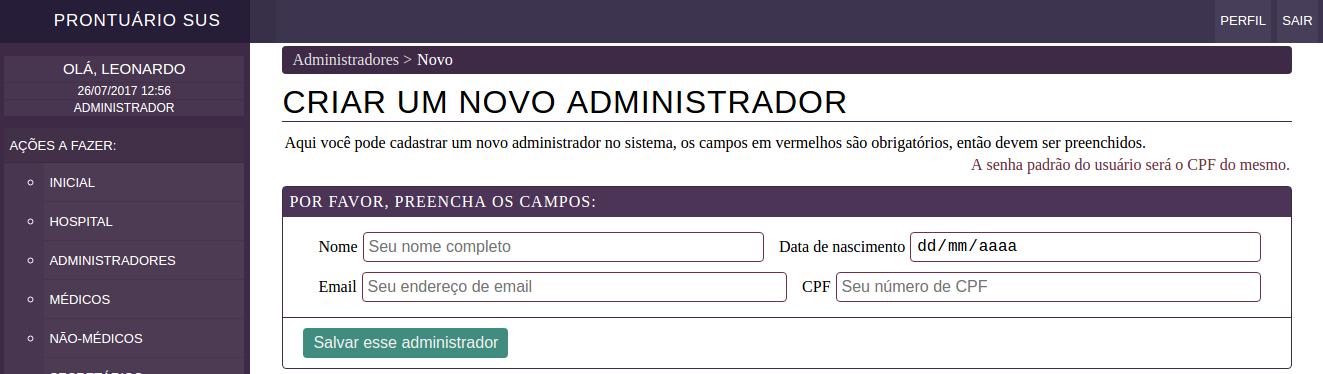 PRONTUÁRIO SUS
PERFIL SAIR
OLÁ, LEONARDO
26/07/2017 12:56
ADMINISTRADOR
AÇÕES A FAZER:
INICIAL
HOSPITAL
ADMINISTRADORES
MÉDICOS
NÃO-MÉDICOS
Administradores > Novo
CRIAR UM NOVO ADMINISTRADOR
Aqui você pode cadastrar um novo administrador no sistema, os campos em vermelhos são obrigatórios, então devem ser preenchidos.
A senha padrão do usuário será o CPF do mesmo.
POR FAVOR, PREENCHA OS CAMPOS:
Nome Seu nome completo Data de nascimento dd/mm/aaaa
Email Seu endereço de email CPF Seu número de CPF
Salvar esse administrador